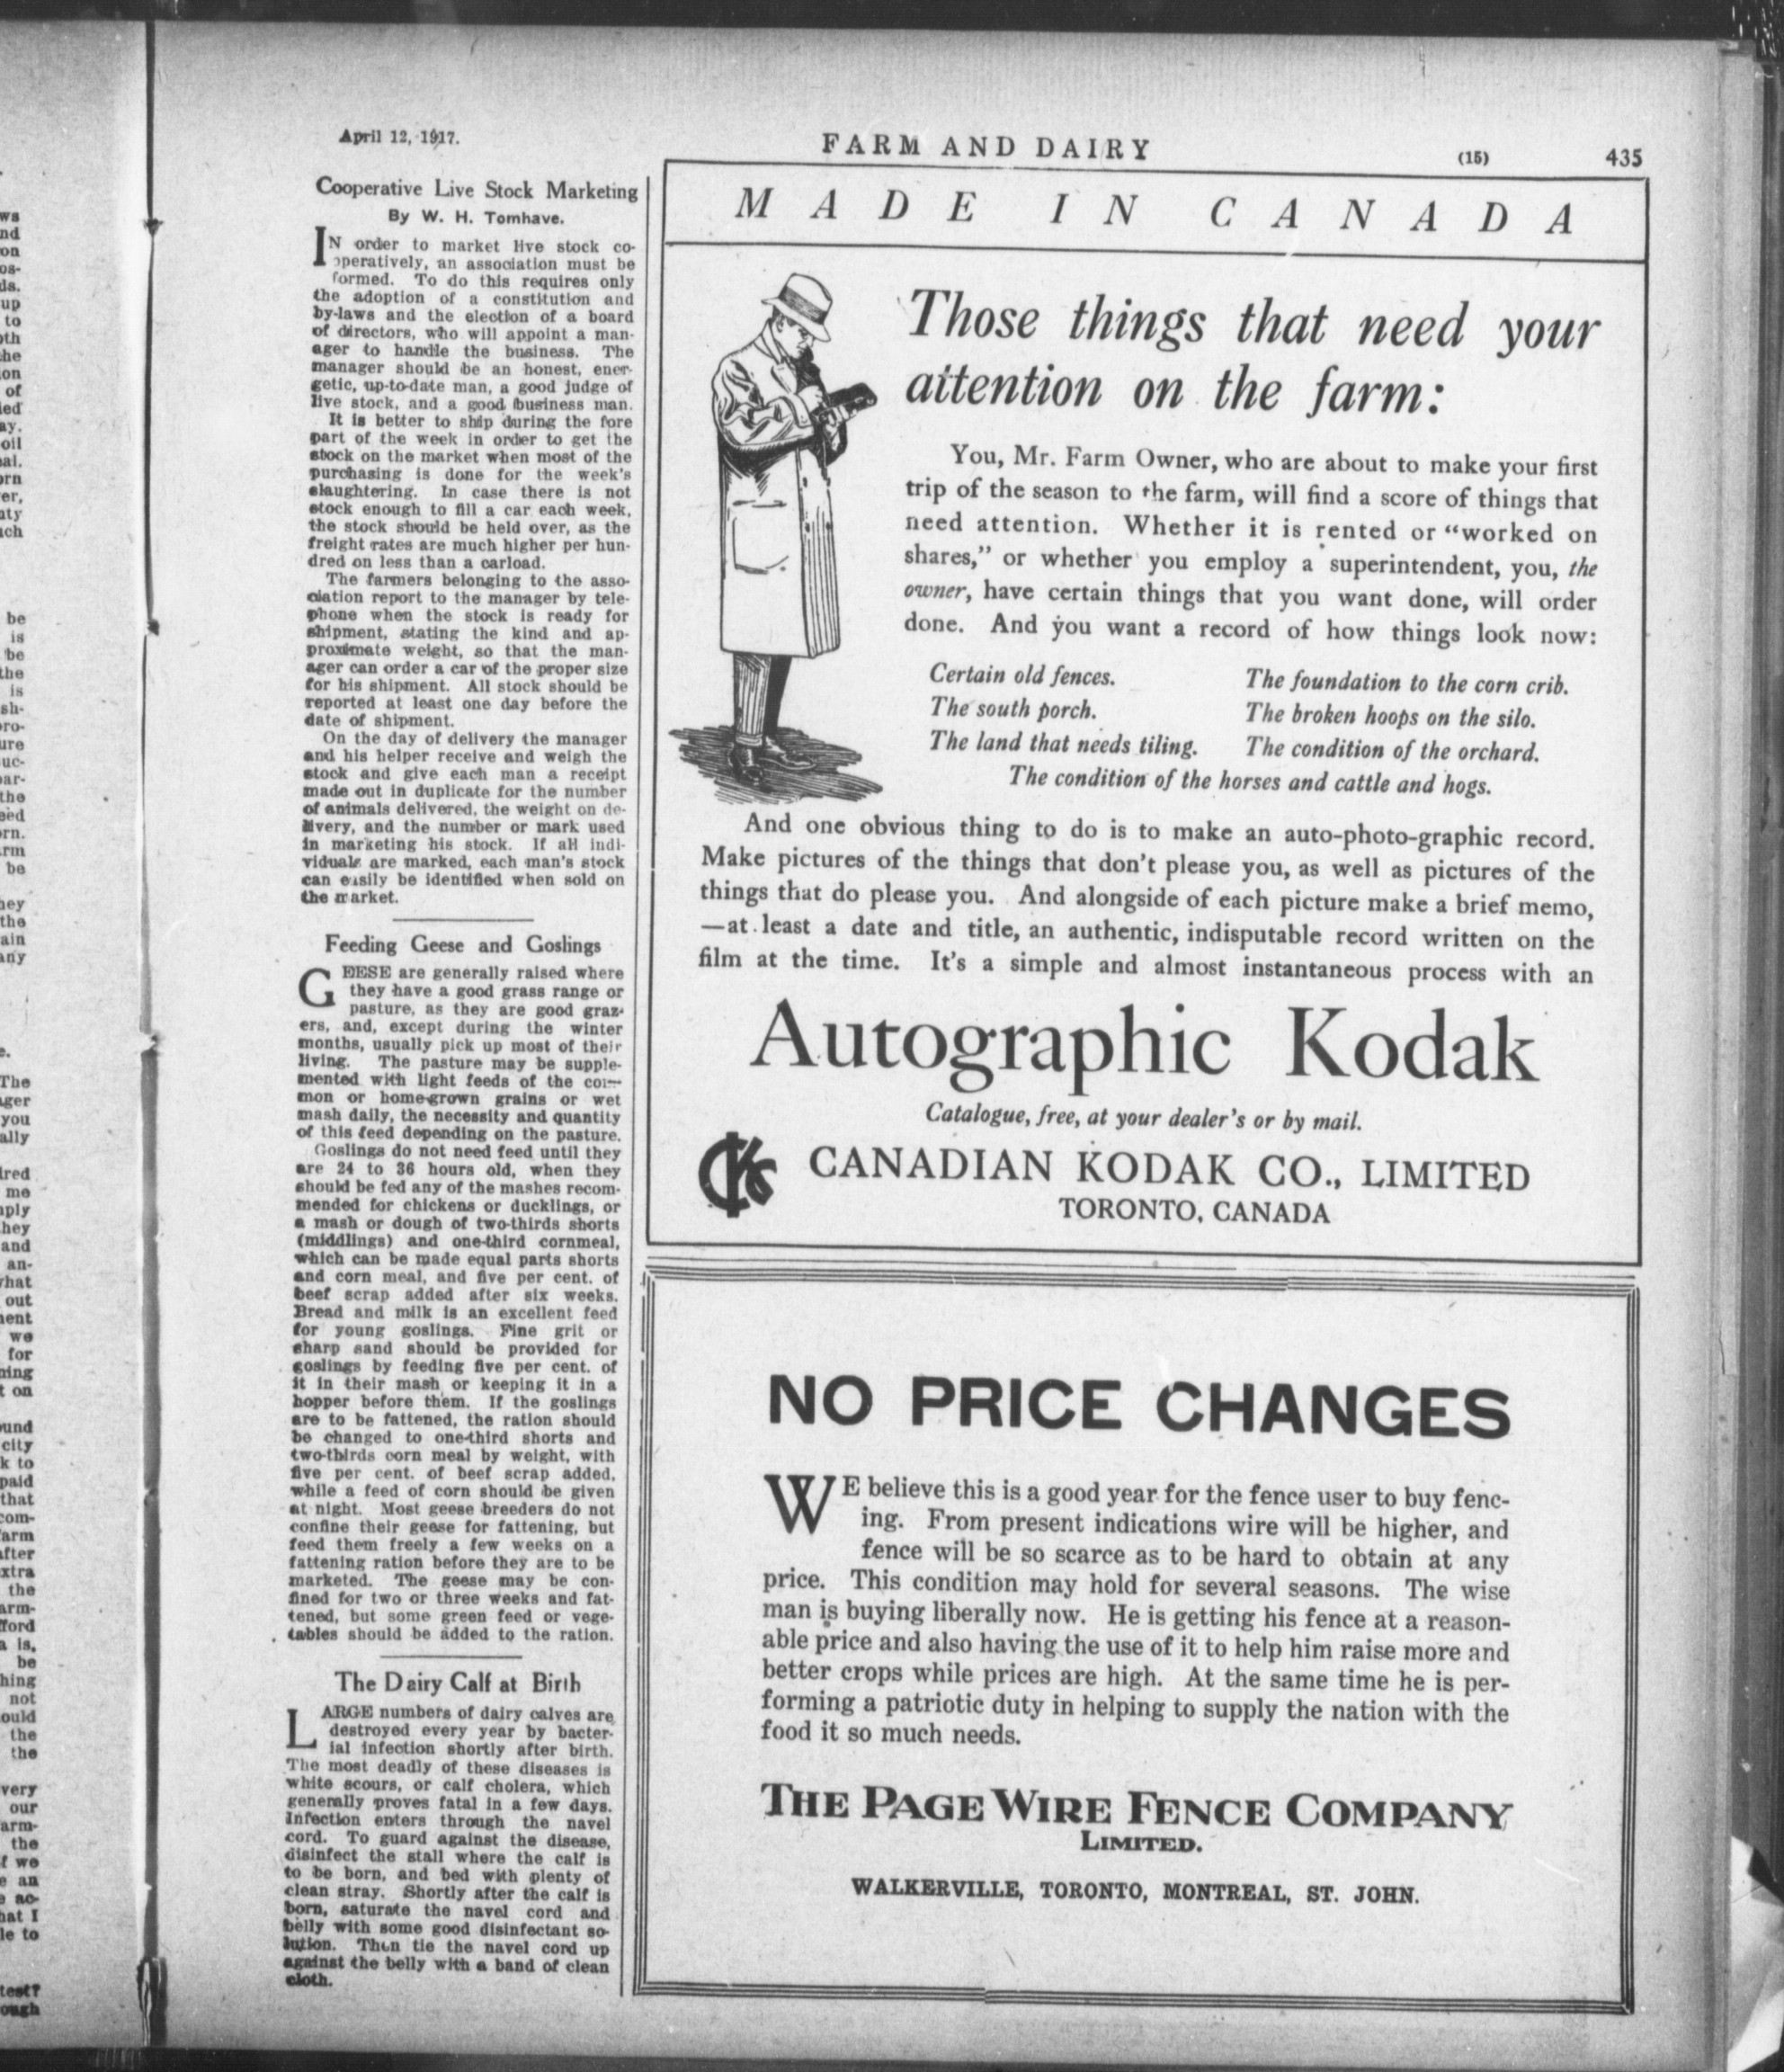 April 12, 1917.
FARM AND DAIRY
(15)
435
Cooperative Live Stock Marketing
By W. H. Tomhave.
IN order to market live stock co-
operatively, an association must be
formed. To do this requires only
the adoption of a constitution and
by-laws and the election of a board
of directors, who will appoint a man-
ager to handle the business. The
manager should be an honest, ener-
getic, up-to-date man, a good judge of
live stock, and a good business man.
It is better to ship during the fore
part of the week in order to get the
stock on the market when most of the
purchasing is done for the week's
slaughtering. In case there is not
stock enough to fill a car each week,
the stock should be held over, as the
freight rates are much higher per hun-
dred on less than a carload.
The farmers belonging to the asso-
ciation report to the manager by tele-
phone when the stock is ready for
shipment, stating the kind and ap-
proximate weight, so that the man-
ager can order a car of the proper size
for his shipment. All stock should be
reported at least one day before the
date of shipment.
On the day of delivery the manager
and his helper receive and weigh the
stock and give each man a receipt
made out in duplicate for the number
of animals delivered, the weight on de-
livery, and the number or mark used
in marketing his stock. If all indi-
viduals are marked, each man's stock
can easily be identified when sold on
the market.
Feeding Geese and Goslings
GEESE are generally raised where
they have a good grass range or
pasture, as they are good graz-
ers, and, except during the winter
months, usually pick up most of their
living. The pasture may be supple-
mented with light feeds of the com-
mon or home-grown grains or wet
mash daily, the necessity and quantity
of this feed depending on the pasture.
Goslings do not need feed until they
are 24 to 36 hours old, when they
should be fed any of the mashes recom-
mended for chickens or ducklings, or
a mash or dough of two-thirds shorts
(middlings) and one-third cornmeal,
which can be made equal parts shorts
and corn meal, and five per cent. of
beef scrap added after six weeks.
Bread and milk is an excellent feed
for young goslings. Fine grit or
sharp sand should be provided for
goslings by feeding five per cent. of
it in their mash or keeping it in a
hopper before them. If the goslings
are to be fattened, the ration should
be changed to one-third shorts and
two-thirds corn meal by weight, with
five per cent. of beef scrap added,
while a feed of corn should be given
at night. Most geese breeders do not
confine their geese for fattening, but
feed them freely a few weeks on a
fattening ration before they are to be
marketed. The geese may be con-
fined for two or three weeks and fat-
tened, but some green feed or vege-
tables should be added to the ration.
The Dairy Calf at Birth
LARGE numbers of dairy calves are
destroyed every year by bacter-
ial infection shortly after birth.
The most deadly of these diseases is
white scours, or calf cholera, which
generally proves fatal in a few days.
Infection enters through the navel
cord. To guard against the disease,
disinfect the stall where the calf is
to be born, and bed with plenty of
clean stray. Shortly after the calf is
born, saturate the navel cord and
belly with some good disinfectant so-
lution. Then tie the navel cord up
against the belly with a band of clean
cloth.
MADE IN CANADA
Those things that need your
attention on the farm:
You, Mr. Farm Owner, who are about to make your first
trip of the season to the farm, will find a score of things that
need attention. Whether it is rented or "worked on
shares," or whether you employ a superintendent, you, the
owner, have certain things that you want done, will order
done. And you want a record of how things look now:
Certain old fences.
The foundation to the corn crib.
The south porch.
The broken hoops on the silo.
The land that needs tiling.
The condition of the orchard.
The condition of the horses and cattle and hogs.
And one obvious thing to do is to make an auto-photo-graphic record.
Make pictures of the things that don't please you, as well as pictures of the
things that do please you. And alongside of each picture make a brief memo,
—at least a date and title, an authentic, indisputable record written on the
film at the time. It's a simple and almost instantaneous process with an
Autographic Kodak
Catalogue, free, at your dealer's or by mail.
CKCo
CANADIAN KODAK CO., LIMITED
TORONTO, CANADA
NO PRICE CHANGES
WE believe this is a good year for the fence user to buy fenc-
ing. From present indications wire will be higher, and
fence will be so scarce as to be hard to obtain at any
price. This condition may hold for several seasons. The wise
man is buying liberally now. He is getting his fence at a reason-
able price and also having the use of it to help him raise more and
better crops while prices are high. At the same time he is per-
forming a patriotic duty in helping to supply the nation with the
food it so much needs.
THE PAGE WIRE FENCE COMPANY
LIMITED.
WALKERVILLE, TORONTO, MONTREAL, ST. JOHN.